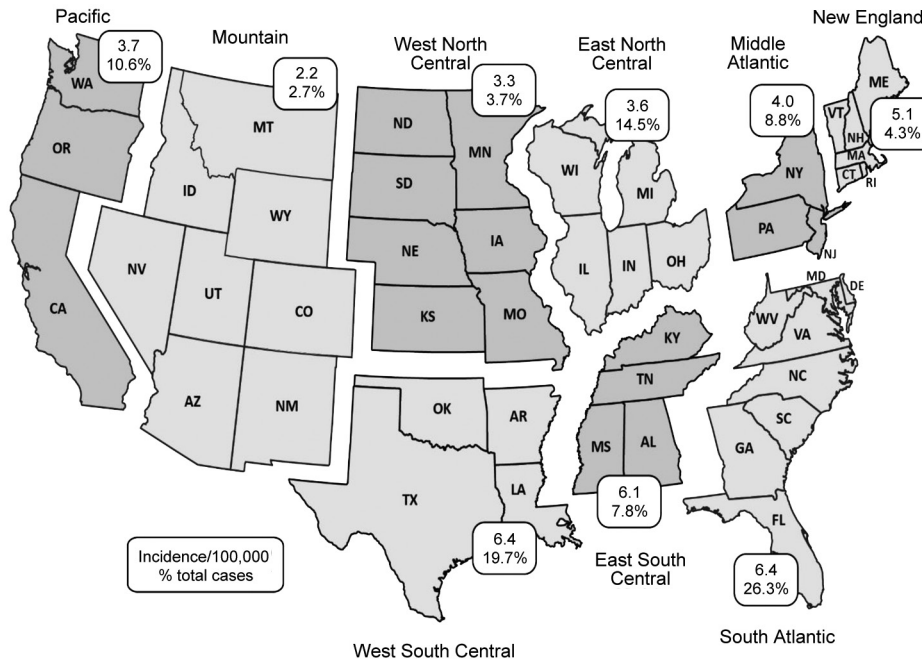 Pacific
3.7
10.6%
Mountain
2.2
2.7%
West North
Central
3.3
3.7%
East North
Central
3.6
14.5%
Middle
Atlantic
4.0
8.8%
New England
5.1
4.3%
WA
OR
CA
MT
ID
WY
NV
UT
CO
AZ
NM
ND
MN
SD
NE
IA
KS
MO
WI
MI
IL
IN
OH
NY
PA
NJ
ME
VT
NH
MA
CT
RI
MD
DE
WV
VA
NC
SC
GA
FL
KY
TN
MS
AL
OK
AR
TX
LA
6.4
19.7%
West South Central
6.1
7.8%
East South
Central
6.4
26.3%
South Atlantic
Incidence/100,000
% total cases